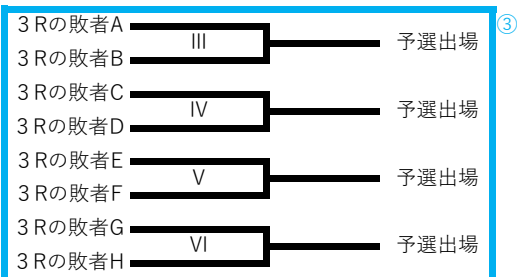 3Rの敗者A
III
予選出場
③
3Rの敗者B
3Rの敗者C
IV
予選出場
3Rの敗者D
3Rの敗者E
V
予選出場
3Rの敗者F
3Rの敗者G
VI
予選出場
3Rの敗者H